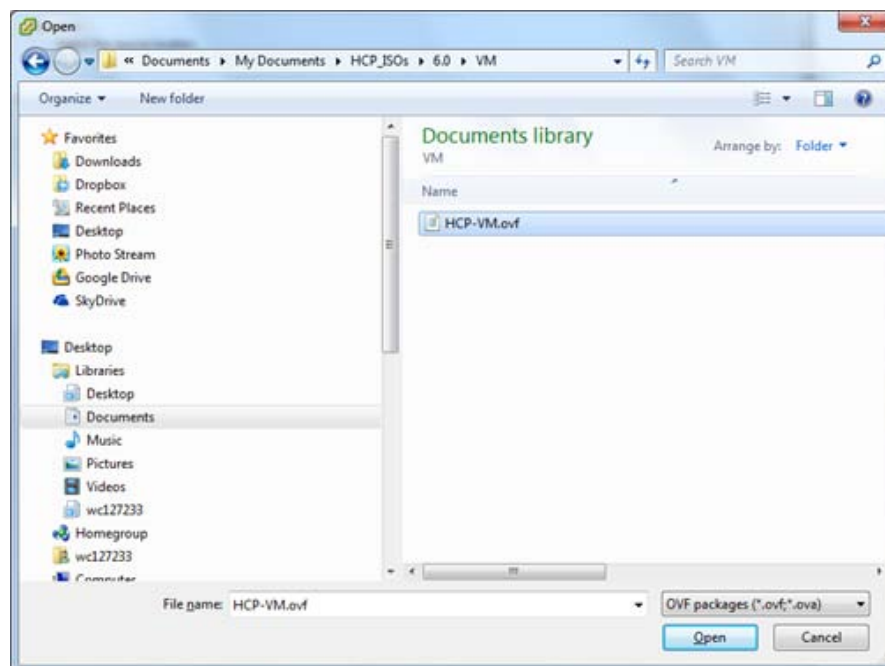 Open
« Documents ▸ My Documents ▸ HCP_ISOs ▸ 6.0 ▸ VM
Search VM
Organize
New folder
Favorites
Downloads
Dropbox
Recent Places
Desktop
Photo Stream
Google Drive
SkyDrive
Desktop
Libraries
Desktop
Documents
Music
Pictures
Videos
wc127233
Homegroup
wc127233
Computer
Documents library
VM
Arrange by: Folder
Name
HCP-VM.ovf
File name: HCP-VM.ovf
OVF packages (*.ovf;*.ova)
Open
Cancel